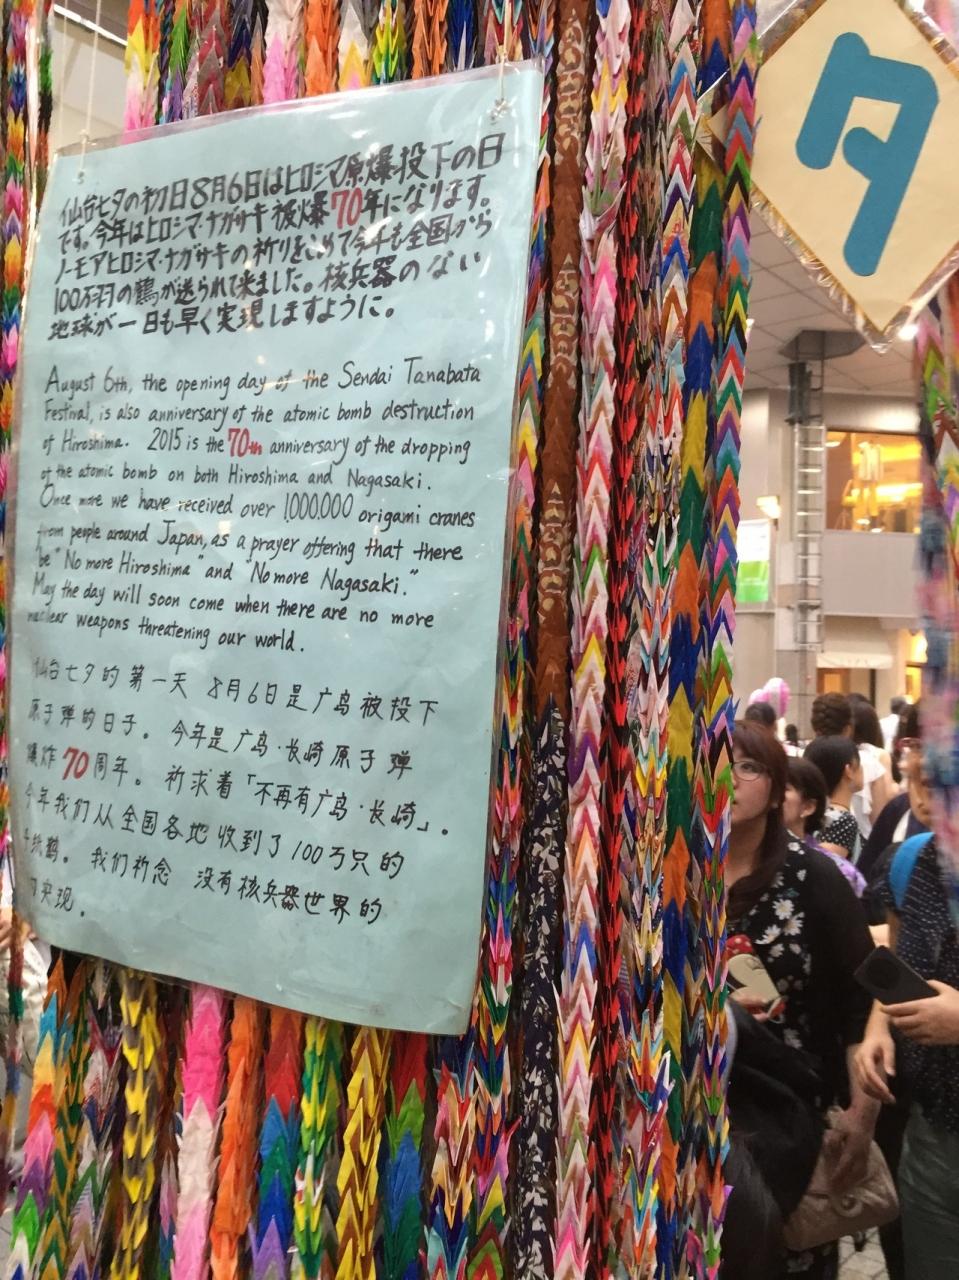 仙台七夕の初日8月6日はヒロシマ原爆投下の日
です。今年はヒロシマ・ナガサキ被爆70年になります。
ノーモアヒロシマ・ナガサキの祈りをこめて今年も全国から
100万羽の鶴が送られて来ました。核兵器のない
地球が一日も早く実現しますように。
August 6th, the opening day of the Sendai Tanabata
Festival, is also anniversary of the atomic bomb destruction
of Hiroshima. 2015 is the 70th anniversary of the dropping
of the atomic bomb on both Hiroshima and Nagasaki.
Once more we have received over 1,000,000 origami cranes
from people around Japan, as a prayer offering that there
be "No more Hiroshima" and "No more Nagasaki."
May the day will soon come when there are no more
nuclear weapons threatening our world.
仙台七夕的第一天 8月6日是广岛被投下
原子弹的日子。今年是广岛·长崎原子弹
爆炸70周年。祈求着「不再有广岛·长崎」。
今年我们从全国各地收到了100万只的
千纸鹤。我们祈念 没有核兵器世界的
实现。
夕